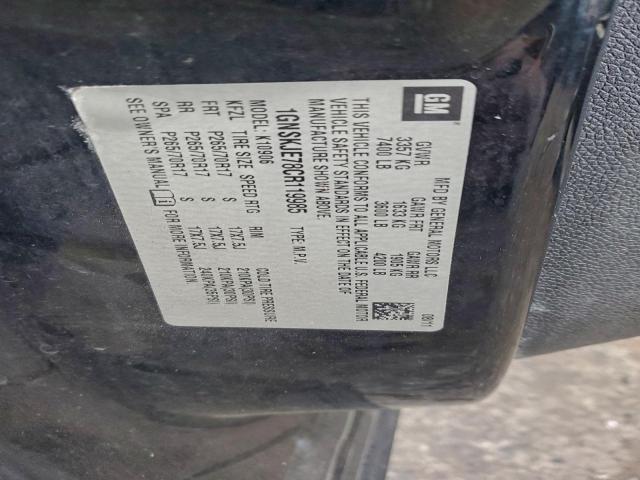 GM
MFD BY GENERAL MOTORS LLC
08/11
GVWR GAWR FRT GAWR RR
3357 KG 1633 KG 1905 KG
7400 LB 3600 LB 4200 LB
THIS VEHICLE CONFORMS TO ALL APPLICABLE U.S. FEDERAL MOTOR
VEHICLE SAFETY STANDARDS IN EFFECT ON THE DATE OF
MANUFACTURE SHOWN ABOVE.
1GNSKJE78CR119985 TYPE: M.P.V.
MODEL: K10906
KFZL TIRE SIZE SPEED RTG RIM COLD TIRE PRESSURE
FRT P265/70R17 S 17X7.5J 210KPA(30PSI)
RR P265/70R17 S 17X7.5J 210KPA(30PSI)
SPA P265/70R17 S 17X7.5J 240KPA(35PSI)
SEE OWNER'S MANUAL FOR MORE INFORMATION